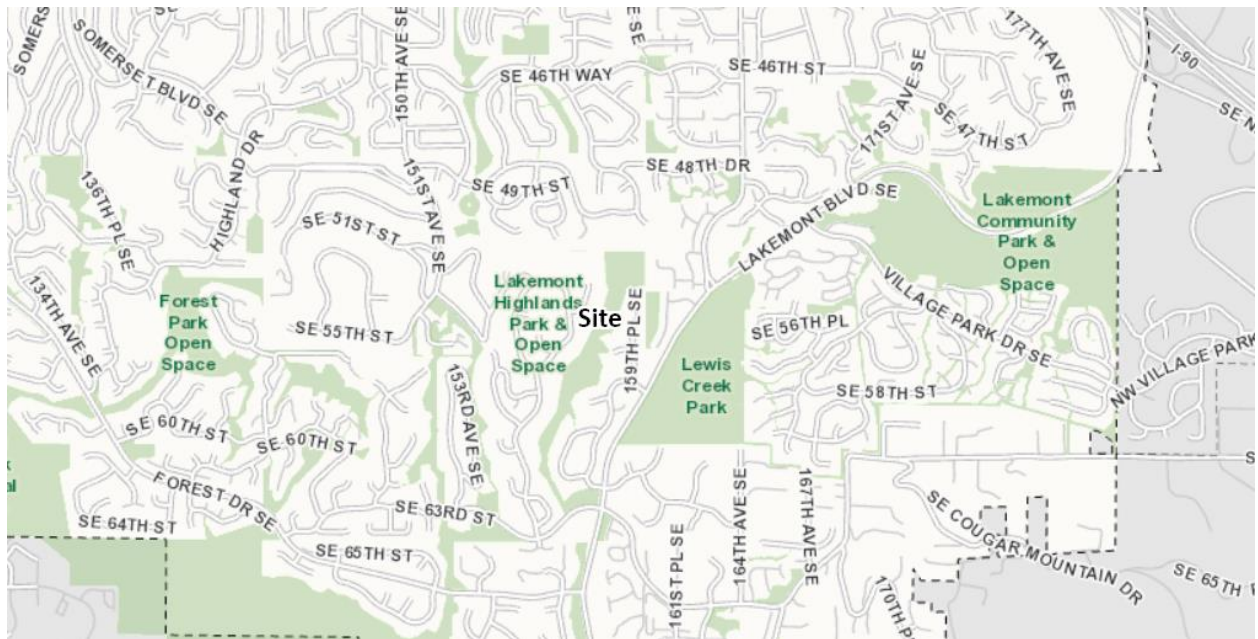 SOMERS
SOMERSET BLVD SE
150TH AVE SE
SE 46TH WAY
SE
SE 46TH ST
177TH AVE SE
I-90
171ST AVE SE
SE 47TH ST
SE N
HIGHLAND DR
136TH PL SE
151ST AVE SE
SE 49TH ST
SE 48TH DR
LAKEMONT BLVD SE
Lakemont
Community
Park &
Open
Space
SE 51ST ST
134TH AVE SE
Forest
Park
Open
Space
SE 55TH ST
Lakemont
Highlands
Park &
Open
Space
Site
159TH PL SE
SE 56TH PL
VILLAGE PARK DR SE
Lewis
Creek
Park
SE 58TH ST
NW VILLAGE PARK
153RD AVE SE
SE 60TH ST
SE 60TH ST
k
al
FOREST DR SE
SE 64TH ST
SE 63RD ST
SE 65TH ST
161ST PL SE
164TH AVE SE
167TH AVE SE
S
SE COUGAR MOUNTAIN DR
170TH P
SE 65TH